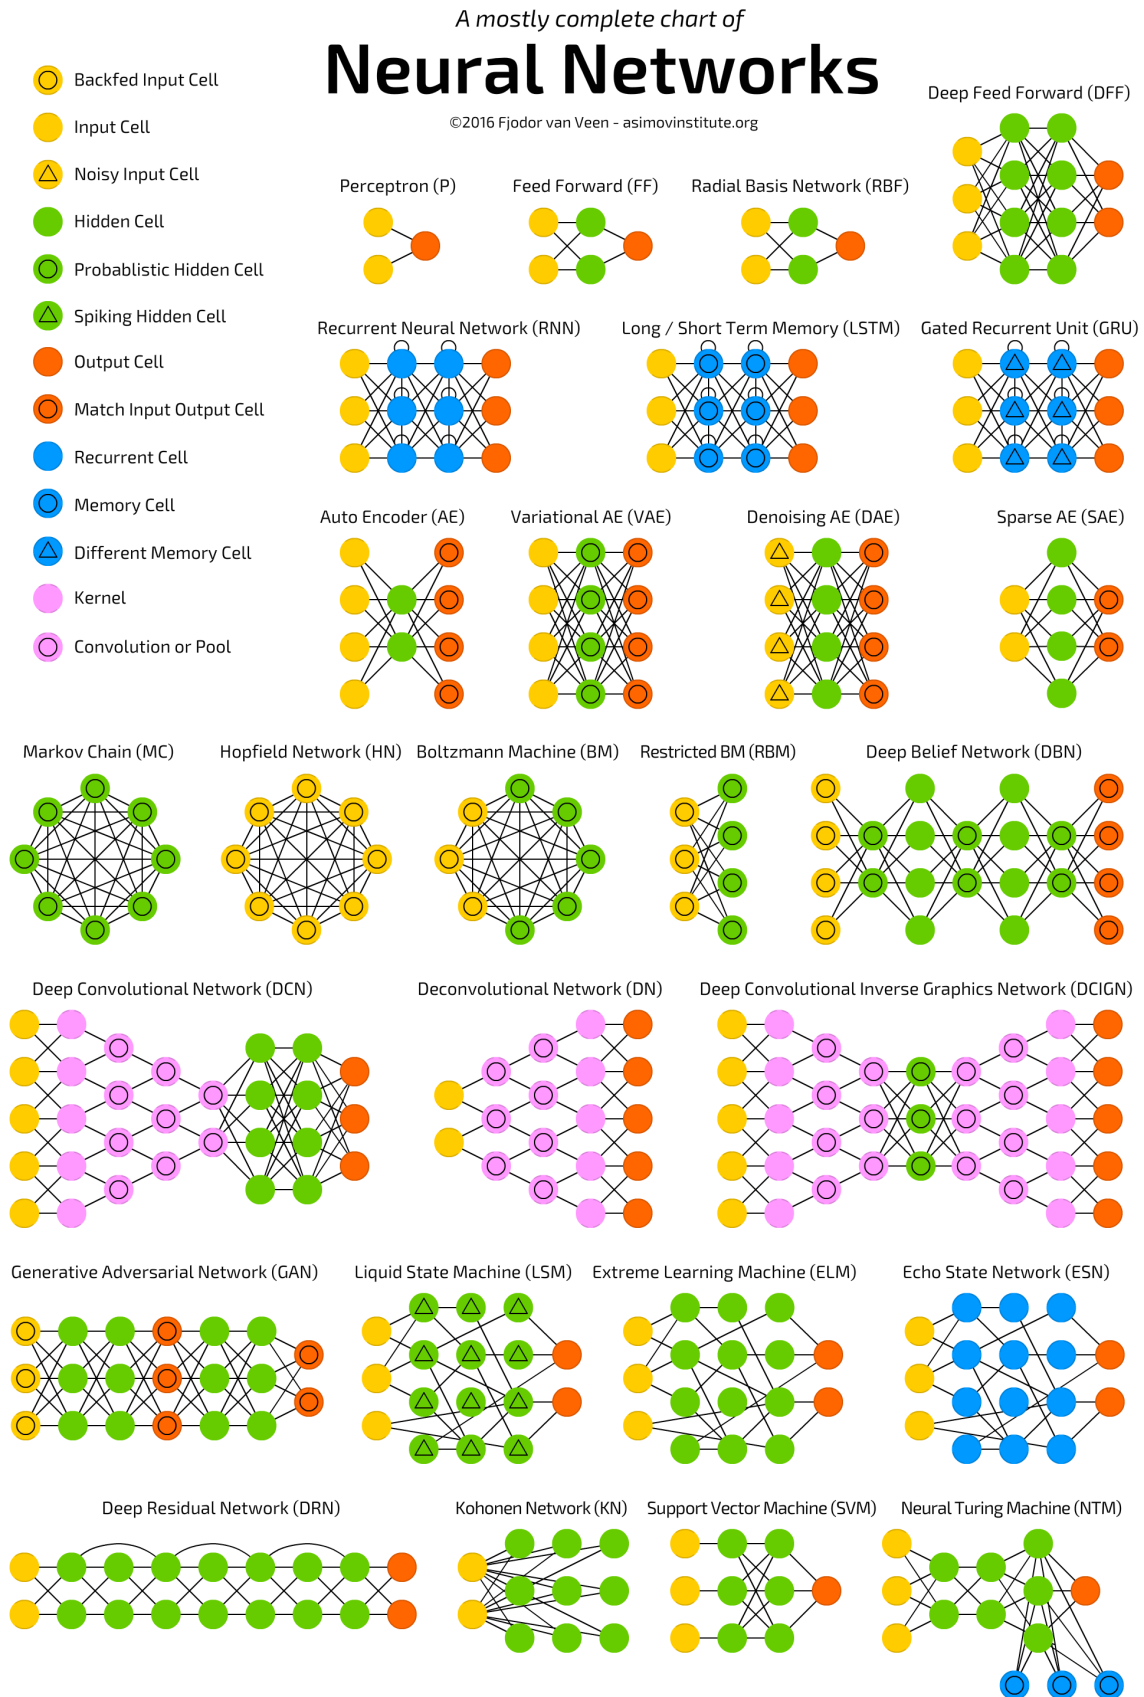 A mostly complete chart of
Neural Networks
©2016 Fjodor van Veen - asimovinstitute.org
Backfed Input Cell
Input Cell
Noisy Input Cell
Hidden Cell
Probablistic Hidden Cell
Spiking Hidden Cell
Output Cell
Match Input Output Cell
Recurrent Cell
Memory Cell
Different Memory Cell
Kernel
Convolution or Pool
Deep Feed Forward (DFF)
Perceptron (P)
Feed Forward (FF)
Radial Basis Network (RBF)
Recurrent Neural Network (RNN)
Long / Short Term Memory (LSTM)
Gated Recurrent Unit (GRU)
Auto Encoder (AE)
Variational AE (VAE)
Denoising AE (DAE)
Sparse AE (SAE)
Markov Chain (MC)
Hopfield Network (HN)
Boltzmann Machine (BM)
Restricted BM (RBM)
Deep Belief Network (DBN)
Deep Convolutional Network (DCN)
Deconvolutional Network (DN)
Deep Convolutional Inverse Graphics Network (DCIGN)
Generative Adversarial Network (GAN)
Liquid State Machine (LSM)
Extreme Learning Machine (ELM)
Echo State Network (ESN)
Deep Residual Network (DRN)
Kohonen Network (KN)
Support Vector Machine (SVM)
Neural Turing Machine (NTM)